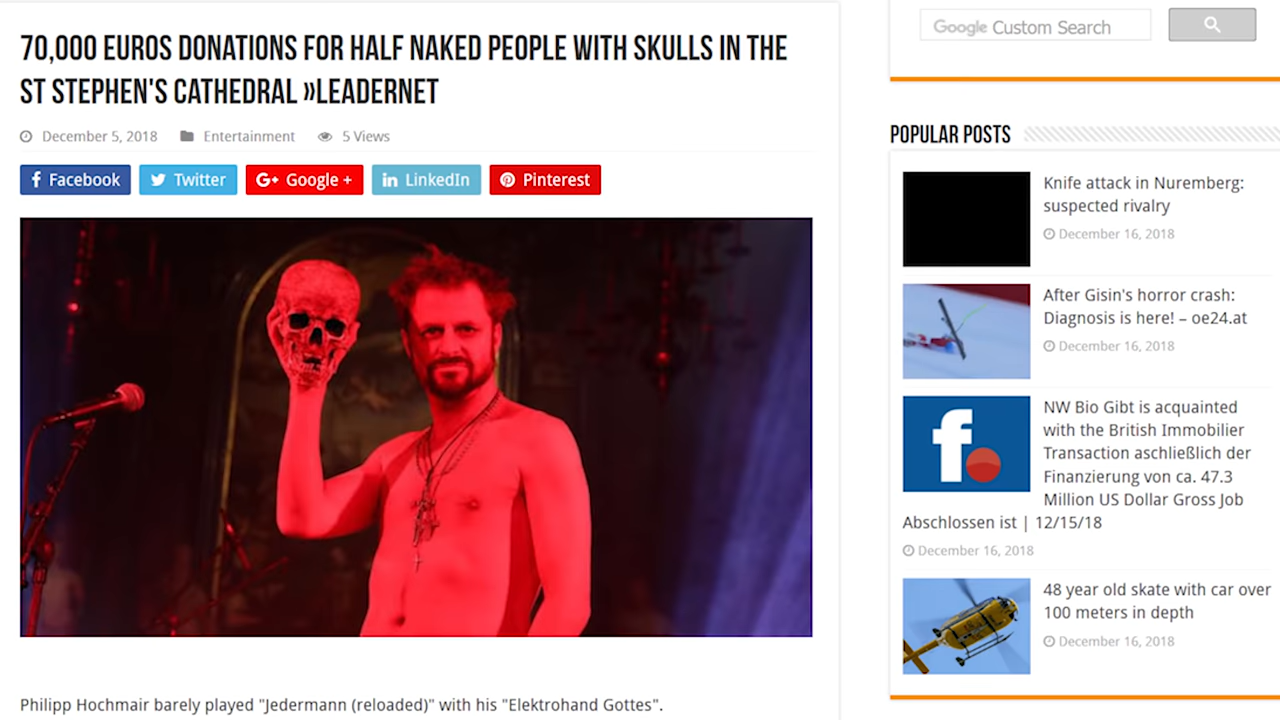 70,000 EUROS DONATIONS FOR HALF NAKED PEOPLE WITH SKULLS IN THE
ST STEPHEN'S CATHEDRAL »LEADERNET
December 5, 2018 Entertainment 5 Views
Facebook Twitter Google + LinkedIn Pinterest
Philipp Hochmair barely played "Jedermann (reloaded)" with his "Elektrohand Gottes".
Google Custom Search
POPULAR POSTS
Knife attack in Nuremberg:
suspected rivalry
December 16, 2018
After Gisin's horror crash:
Diagnosis is here! – oe24.at
December 16, 2018
NW Bio Gibt is acquainted
with the British Immobilier
Transaction aschließlich der
Finanzierung von ca. 47.3
Million US Dollar Gross Job
Abschlossen ist | 12/15/18
December 16, 2018
48 year old skate with car over
100 meters in depth
December 16, 2018